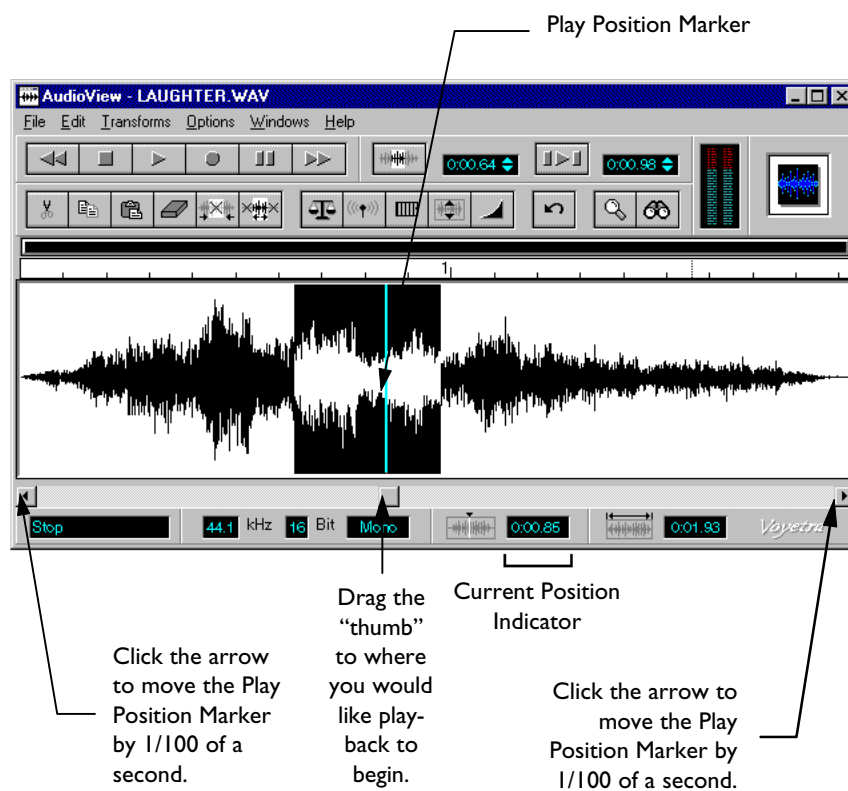 Play Position Marker
AudioView - LAUGHTER.WAV
File Edit Transforms Options Windows Help
0:00.64 0:00.98
1
Stop 44.1 kHz 16 Bit Mono 0:00.85 0:01.93 Voyetra
Current Position
Indicator
Drag the
“thumb”
to where
you would
like play-
back to
begin.
Click the arrow
to move the Play
Position Marker
by 1/100 of a
second.
Click the arrow to
move the Play
Position Marker by
1/100 of a second.